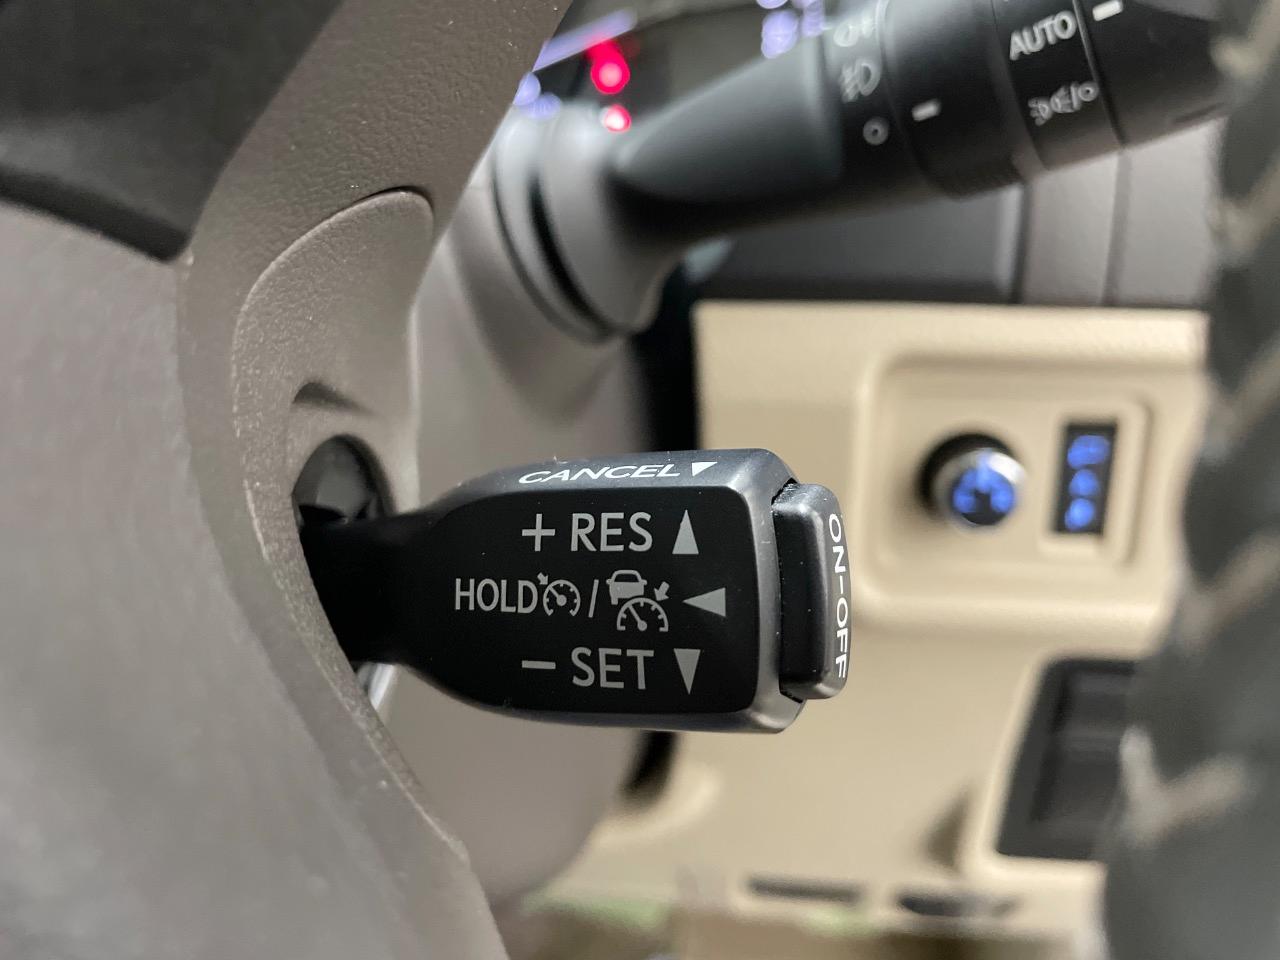 AUTO
CANCEL
+ RES
HOLD /
− SET
ON–OFF